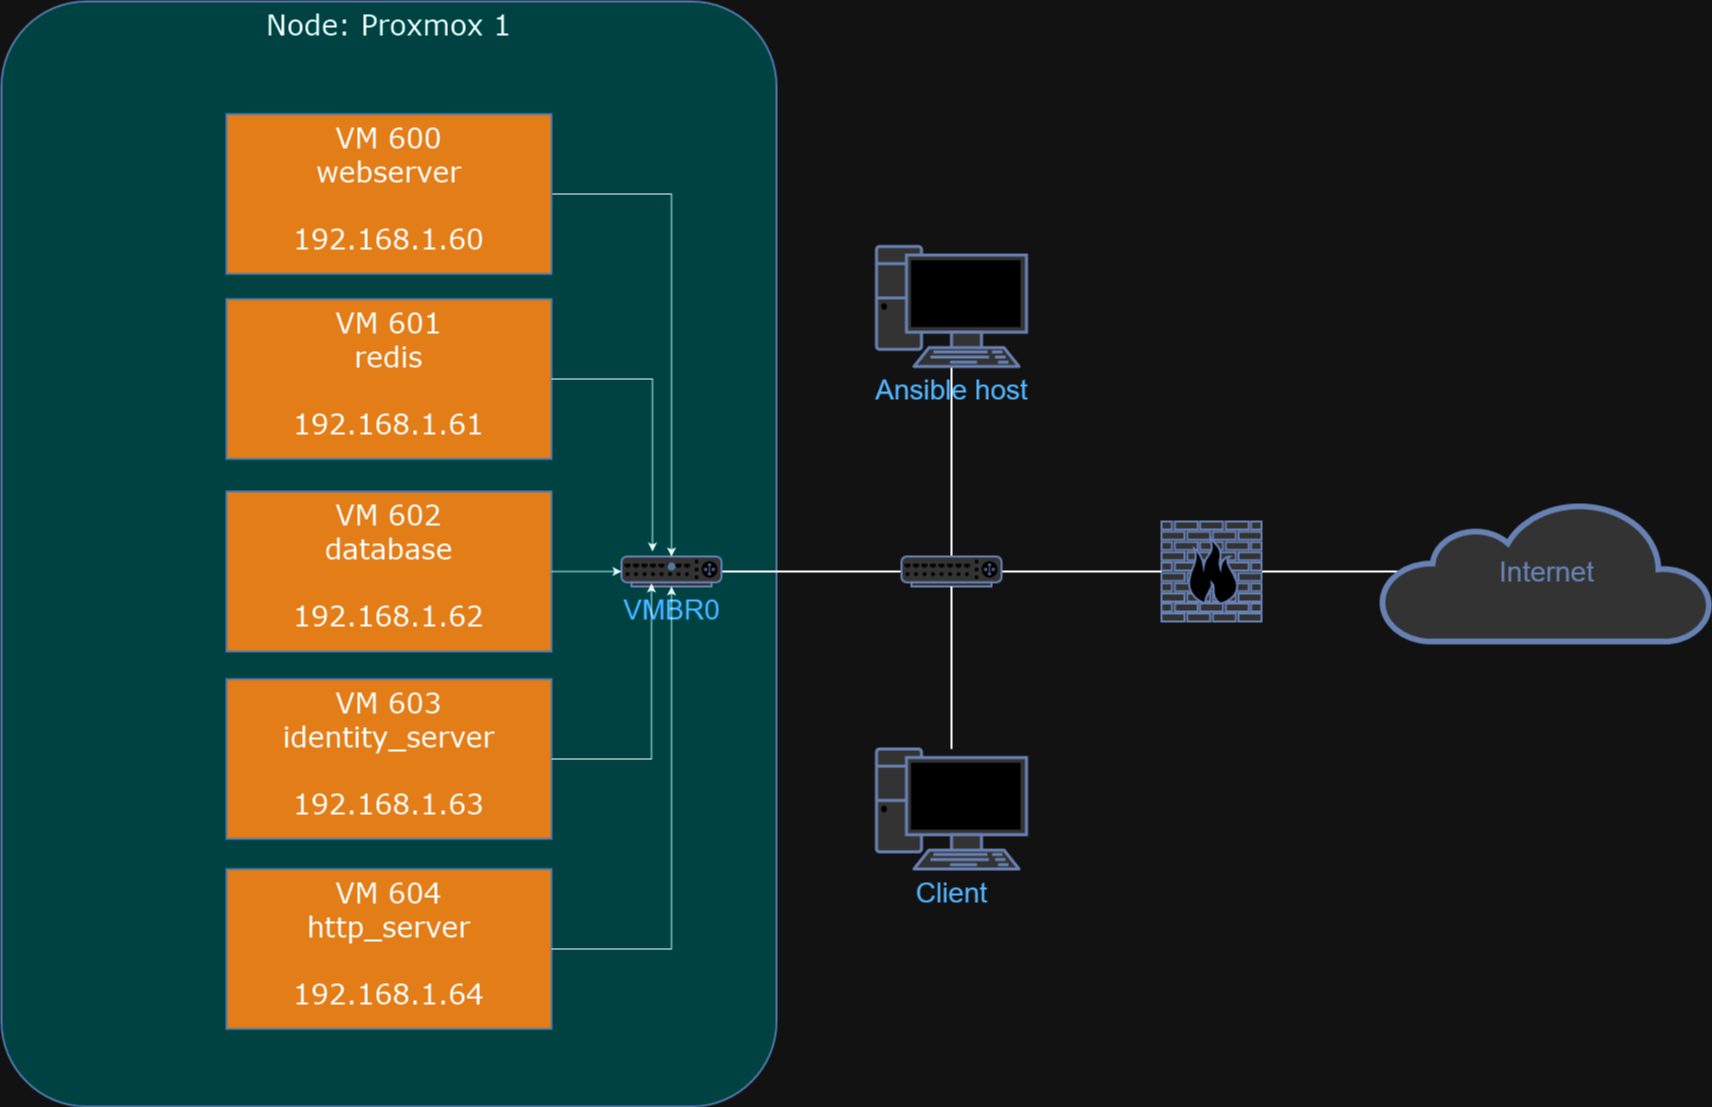 Node: Proxmox 1
VM 600
webserver
192.168.1.60
VM 601
redis
192.168.1.61
VM 602
database
192.168.1.62
VM 603
identity_server
192.168.1.63
VM 604
http_server
192.168.1.64
VMBR0
Ansible host
Client
Internet